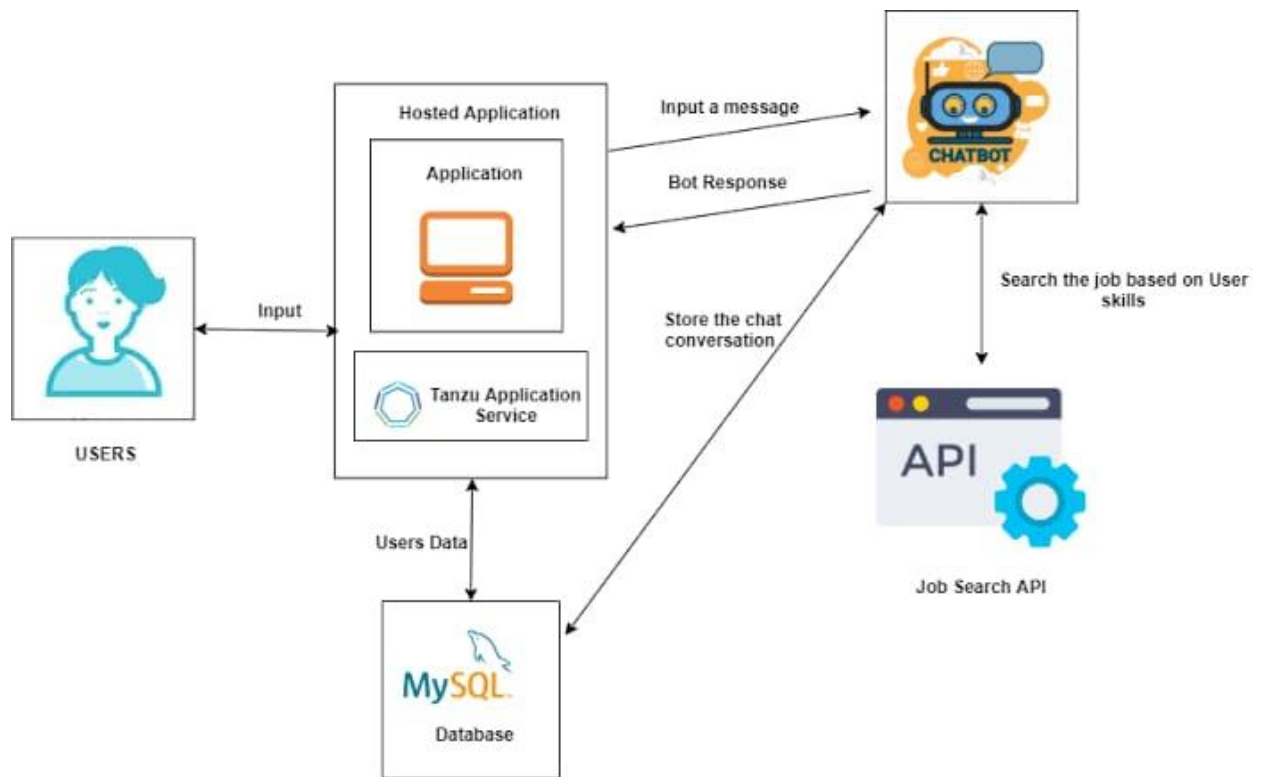 Hosted Application
Application
Tanzu Application
Service
Input a message
Bot Response
CHATBOT
Input
USERS
Store the chat
conversation
Search the job based on User
skills
API
Job Search API
Users Data
MySQL
Database